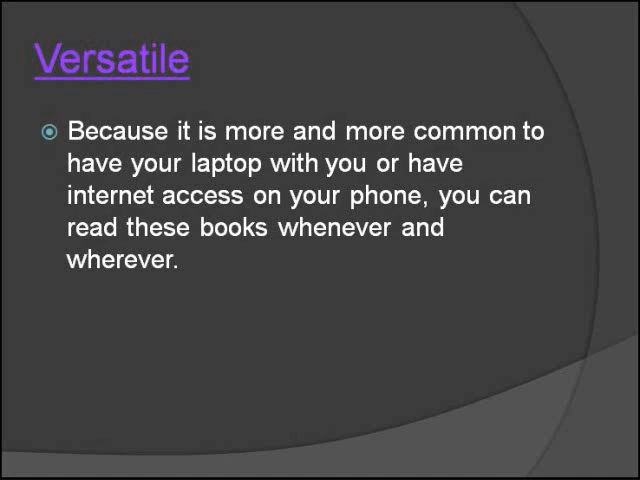 Versatile
Because it is more and more common to
have your laptop with you or have
internet access on your phone, you can
read these books whenever and
wherever.